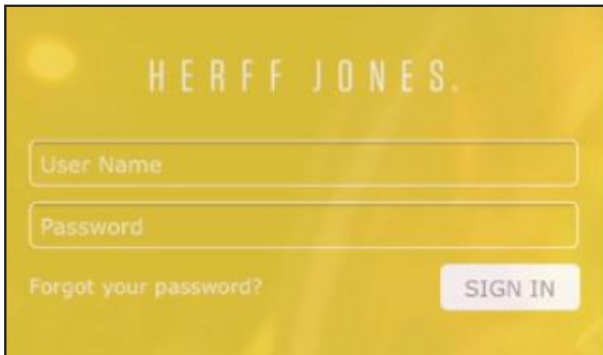 HERFF JONES.
User Name
Password
Forgot your password?
SIGN IN